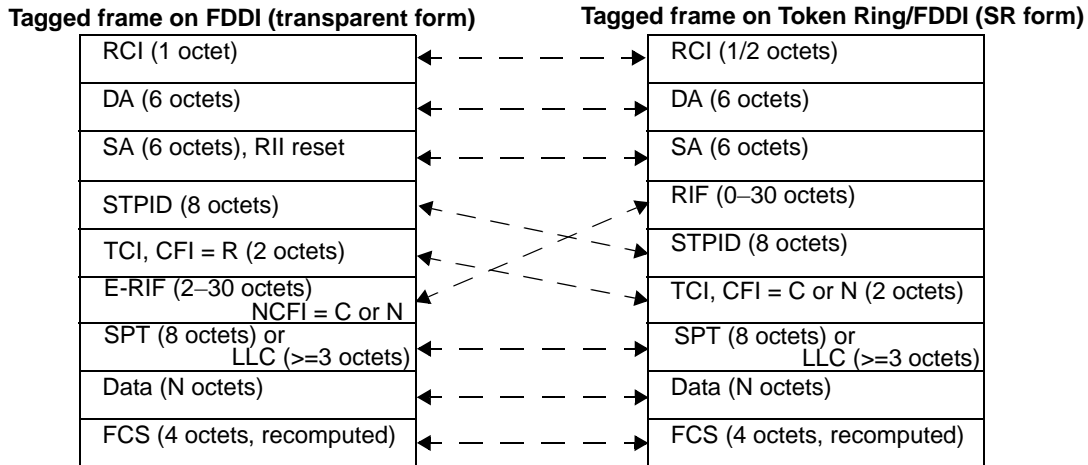 Tagged frame on FDDI (transparent form)
RCI (1 octet)
DA (6 octets)
SA (6 octets), RII reset
STPID (8 octets)
TCI, CFI = R (2 octets)
E-RIF (2–30 octets)
NCFI = C or N
SPT (8 octets) or
LLC (>=3 octets)
Data (N octets)
FCS (4 octets, recomputed)
Tagged frame on Token Ring/FDDI (SR form)
RCI (1/2 octets)
DA (6 octets)
SA (6 octets)
RIF (0–30 octets)
STPID (8 octets)
TCI, CFI = C or N (2 octets)
SPT (8 octets) or
LLC (>=3 octets)
Data (N octets)
FCS (4 octets, recomputed)